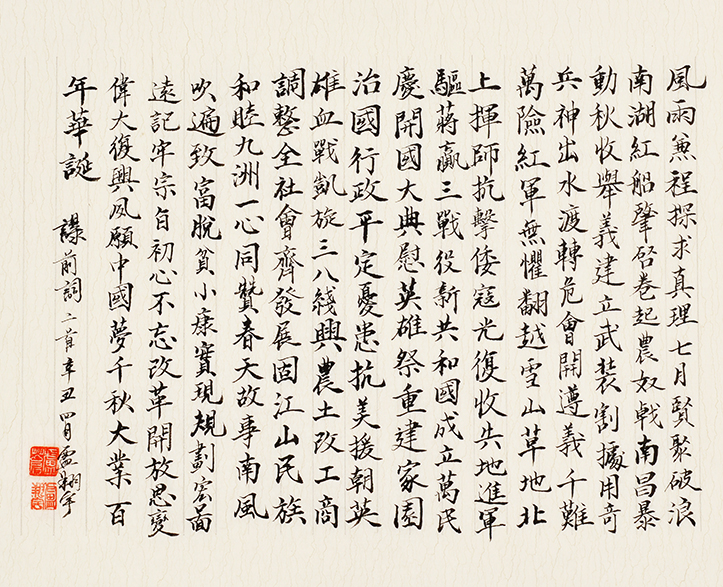 風雨兼程探求真理七月賢聚破浪
南湖紅船肇啓卷起農奴戟南昌暴
動秋收舉義建立武裝割據用奇
兵神出水渡轉危會開遵義千難
萬險紅軍無懼翻越雪山草地北
上揮師抗擊倭寇光復收失地進軍
驅蔣贏三戰役新共和國成立萬民
慶開國大典慰英雄祭重建家園
治國行政平定憂患抗美援朝英
雄血戰凱旋三八綫興農土改工商
調整全社會齊發展固江山民族
和睦九洲一心同贊春天故事南風
吹遍致富脫貧小康實現規劃宏圖
遠記牢宗旨初心不忘改革開放思變
偉大復興夙願中國夢千秋大業百
年華誕
謀前詞二首辛丑四月孟